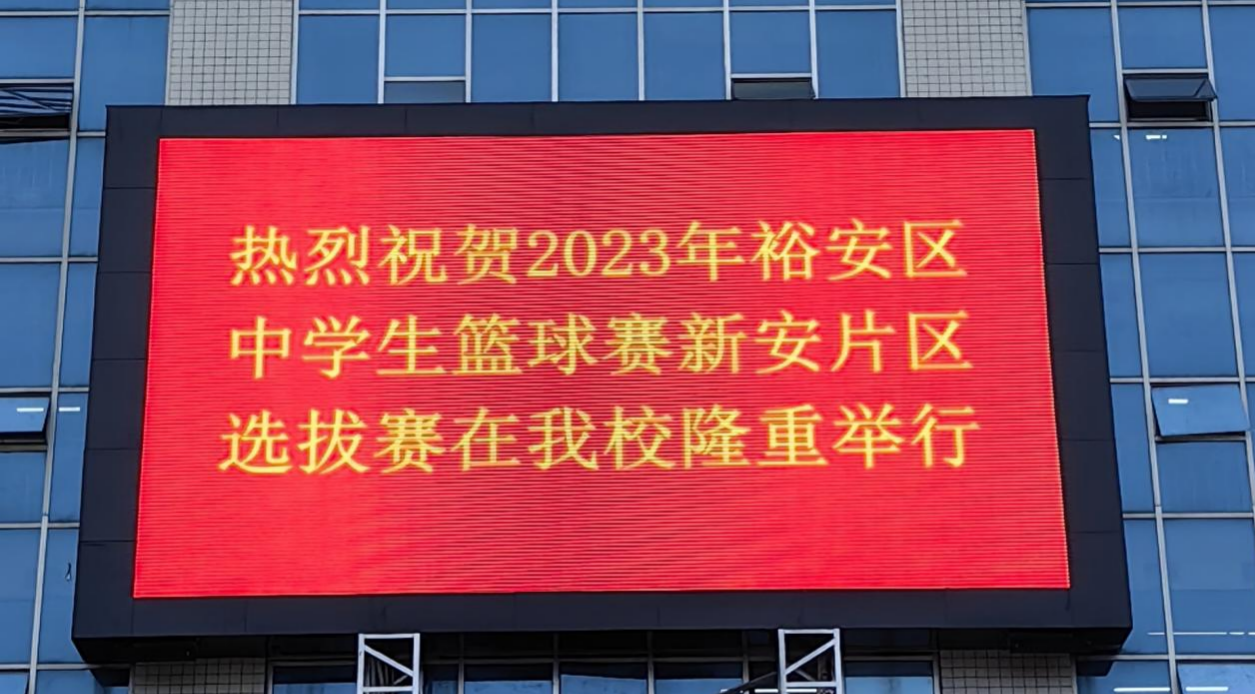 热烈祝贺2023年裕安区
中学生篮球赛新安片区
选拔赛在我校隆重举行